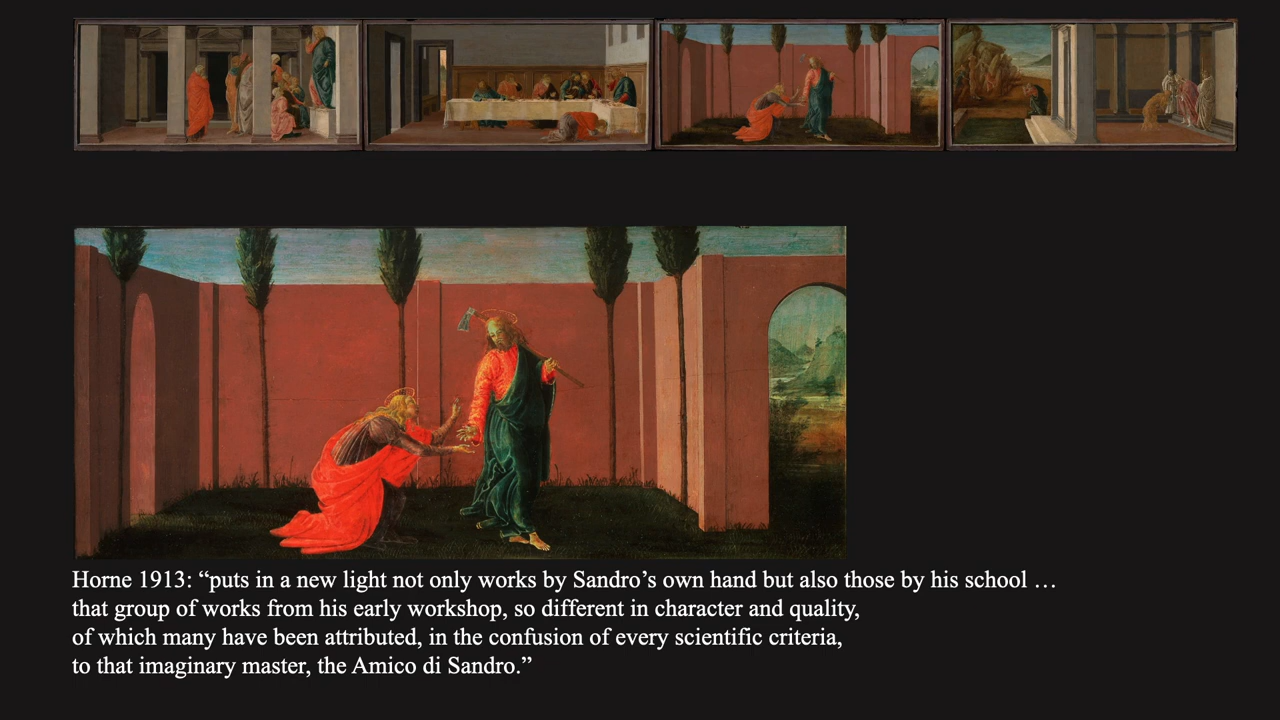 Horne 1913: “puts in a new light not only works by Sandro’s own hand but also those by his school …
that group of works from his early workshop, so different in character and quality,
of which many have been attributed, in the confusion of every scientific criteria,
to that imaginary master, the Amico di Sandro.”